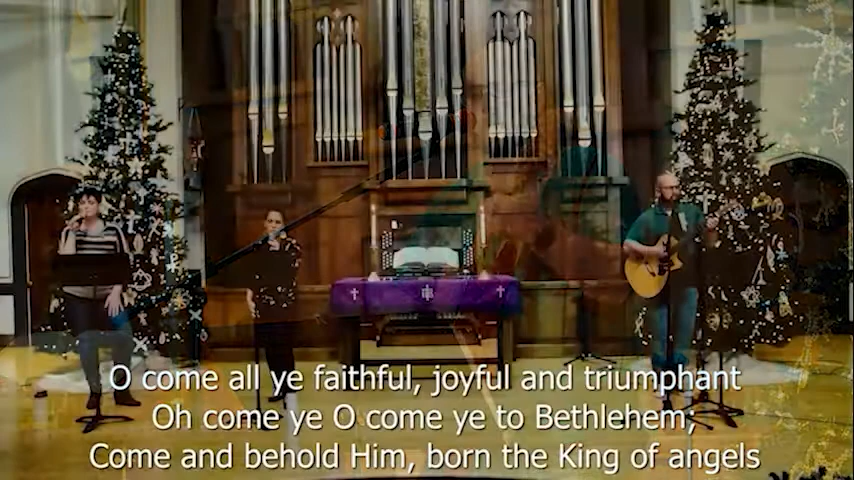 O come all ye faithful, joyful and triumphant
Oh come ye O come ye to Bethlehem;
Come and behold Him, born the King of angels